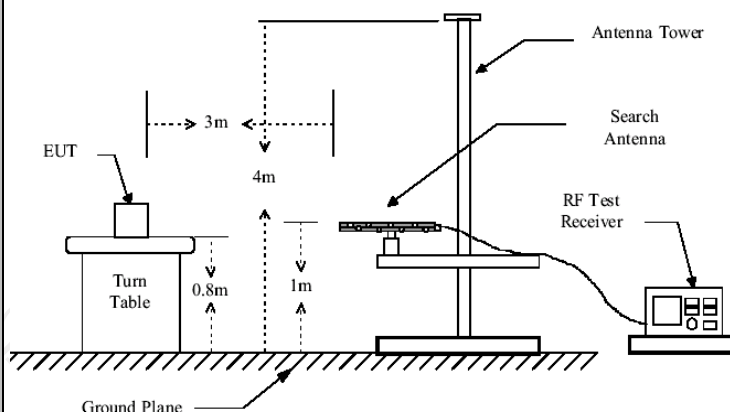 Antenna Tower
3m
Search
Antenna
EUT
4m
RF Test
Receiver
Turn
Table
0.8m
1m
Ground Plane